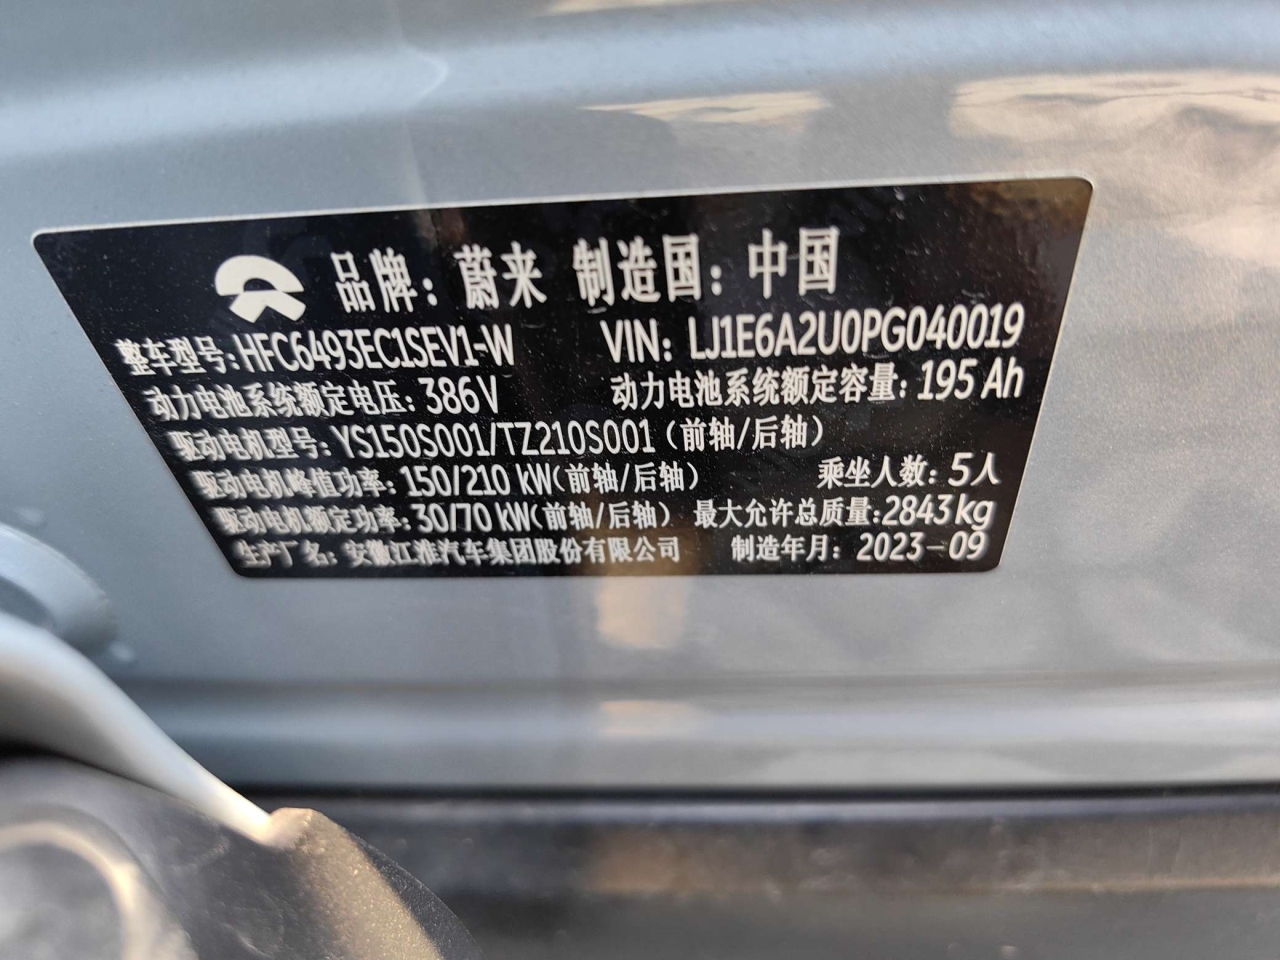 品牌：蔚来 制造国：中国
整车型号:HFC6493EC1SEV1-W VIN: LJ1E6A2U0PG040019
动力电池系统额定电压: 386V 动力电池系统额定容量: 195 Ah
驱动电机型号: YS150S001/TZ210S001（前轴/后轴）
驱动电机峰值功率: 150/210 kW(前轴/后轴) 乘坐人数: 5人
驱动电机额定功率: 30/70 kW(前轴/后轴) 最大允许总质量:2843 kg
生产厂名: 安徽江淮汽车集团股份有限公司 制造年月: 2023-09